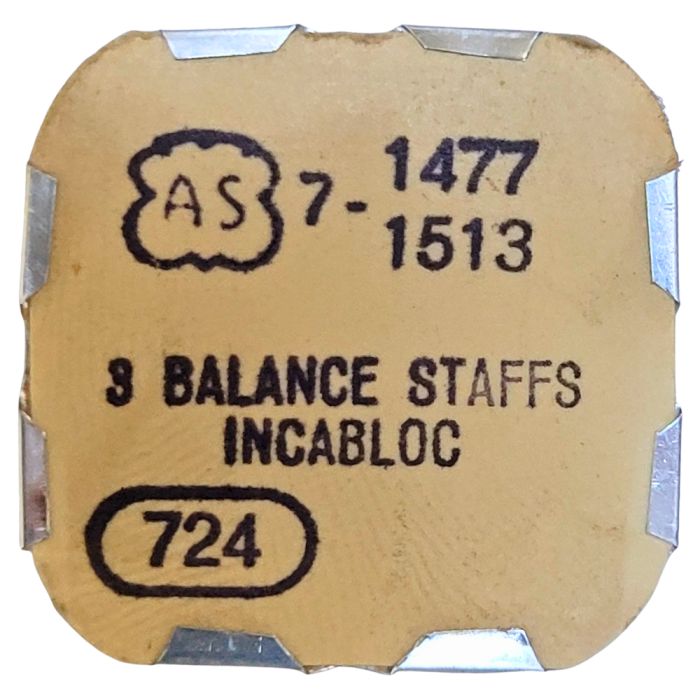 AS 7- 1477
1513
3 BALANCE STAFFS
INCABLOC
724